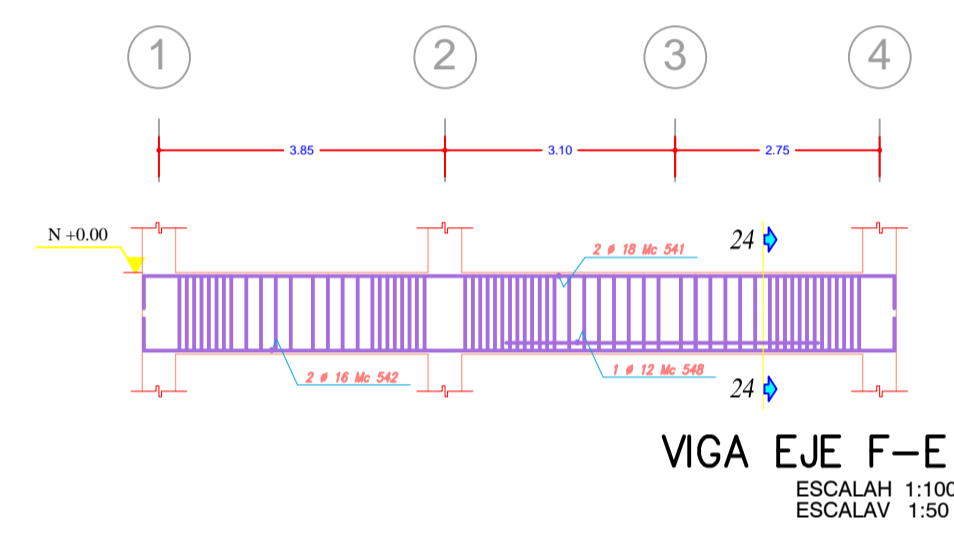 1 2 3 4
3.85 3.10 2.75
N +0.00
2 ø 18 Mc 541
24
2 ø 16 Mc 542
1 ø 12 Mc 548
24
VIGA EJE F-E
ESCALAH 1:100
ESCALAV 1:50